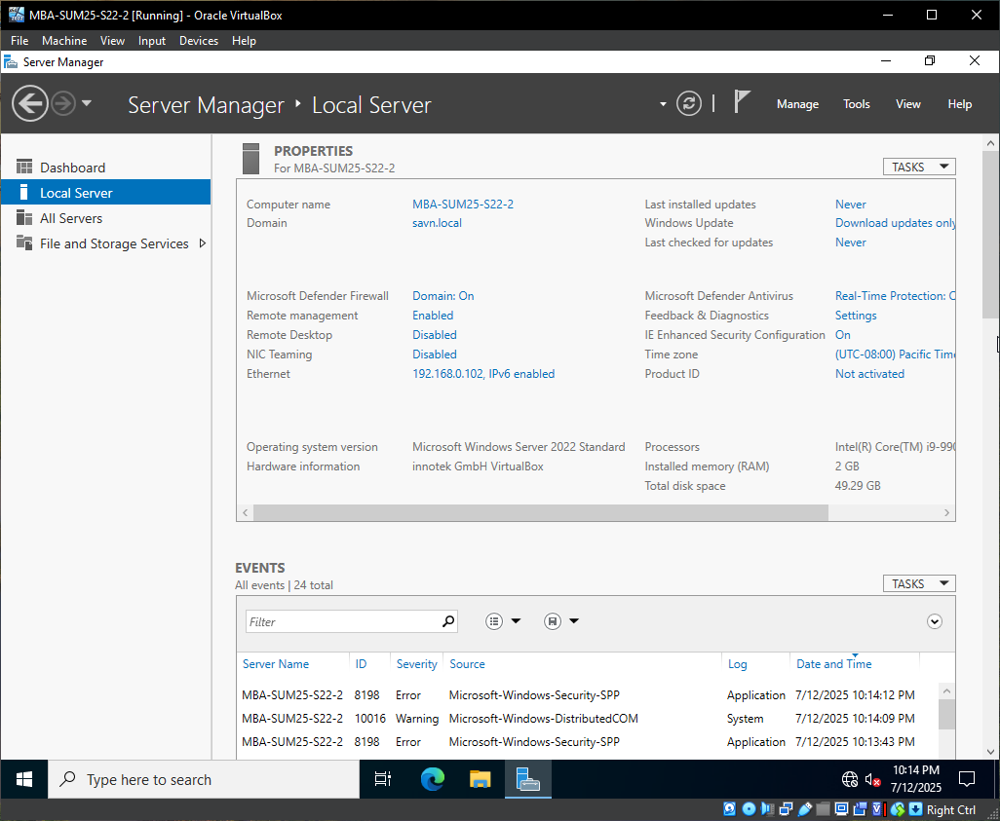 MBA-SUM25-S22-2 [Running] - Oracle VirtualBox
File Machine View Input Devices Help
Server Manager
Server Manager Local Server
Manage Tools View Help
Dashboard
Local Server
All Servers
File and Storage Services
PROPERTIES
For MBA-SUM25-S22-2
TASKS
Computer name MBA-SUM25-S22-2 Last installed updates Never
Domain savn.local Windows Update Download updates only
Last checked for updates Never
Microsoft Defender Firewall Domain: On Microsoft Defender Antivirus Real-Time Protection:
Remote management Enabled Feedback & Diagnostics Settings
Remote Desktop Disabled IE Enhanced Security Configuration On
NIC Teaming Disabled Time zone (UTC-08:00) Pacific Tim
Ethernet 192.168.0.102, IPv6 enabled Product ID Not activated
Operating system version Microsoft Windows Server 2022 Standard Processors Intel(R) Core(TM) i9-990
Hardware information innotek GmbH VirtualBox Installed memory (RAM) 2 GB
Total disk space 49.29 GB
EVENTS
All events | 24 total
TASKS
Filter
Server Name ID Severity Source Log Date and Time
MBA-SUM25-S22-2 8198 Error Microsoft-Windows-Security-SPP Application 7/12/2025 10:14:12 PM
MBA-SUM25-S22-2 10016 Warning Microsoft-Windows-DistributedCOM System 7/12/2025 10:14:09 PM
MBA-SUM25-S22-2 8198 Error Microsoft-Windows-Security-SPP Application 7/12/2025 10:13:43 PM
Type here to search
10:14 PM
7/12/2025
Right Ctrl